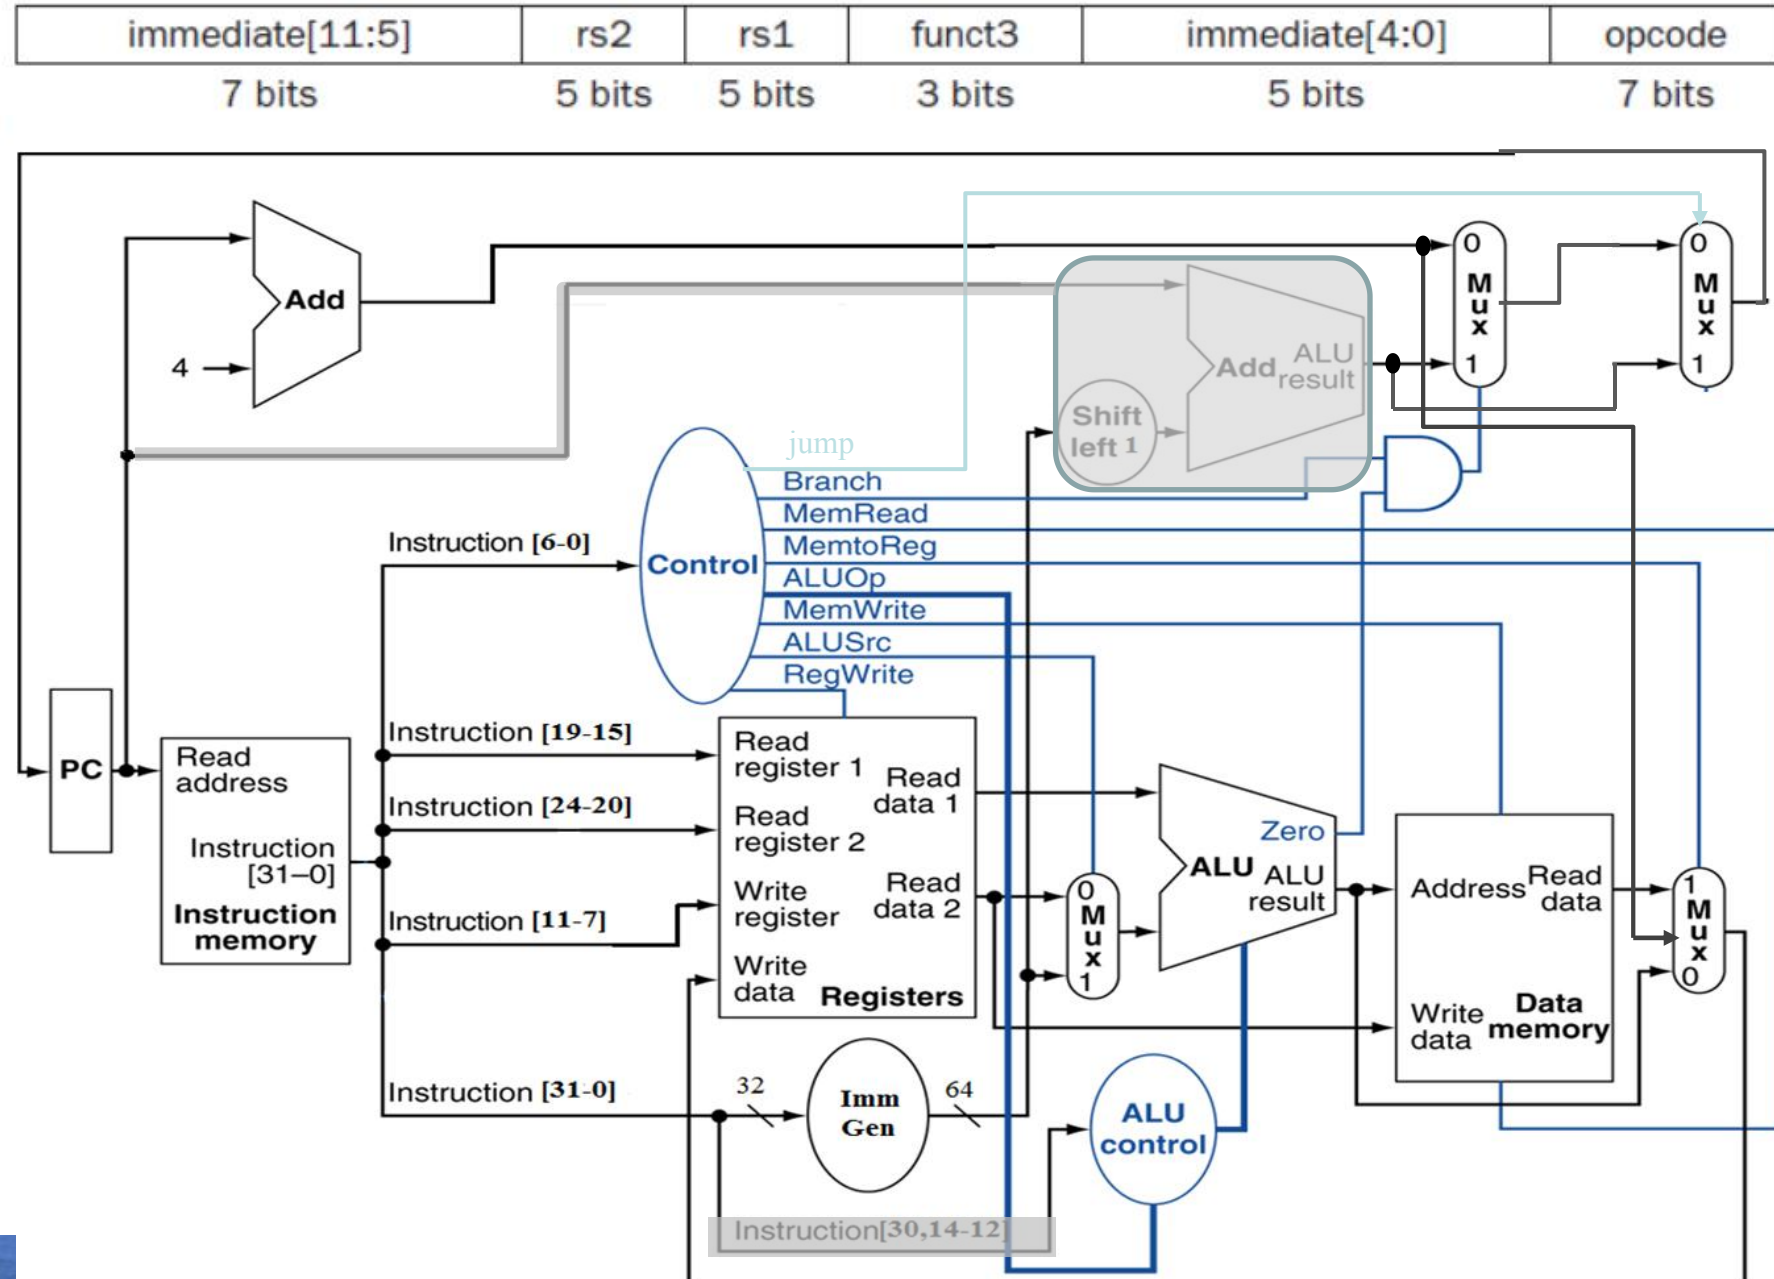 immediate[11:5] rs2 rs1 funct3 immediate[4:0] opcode
7 bits 5 bits 5 bits 3 bits 5 bits 7 bits
Add
4
Shift
left 1
Add
ALU
result
0
M
u
x
1
0
M
u
x
1
jump
Branch
MemRead
MemtoReg
ALUOp
MemWrite
ALUSrc
RegWrite
Control
Instruction [6-0]
Instruction [19-15]
Instruction [24-20]
Instruction [11-7]
Instruction [31-0]
PC
Read
address
Instruction
[31–0]
Instruction
memory
Read
register 1
Read
register 2
Write
register
Write
data
Read
data 1
Read
data 2
Registers
0
M
u
x
1
Zero
ALU
ALU
result
Address
Read
data
Write
data
Data
memory
1
M
u
x
0
32
Imm
Gen
64
ALU
control
Instruction[30,14-12]